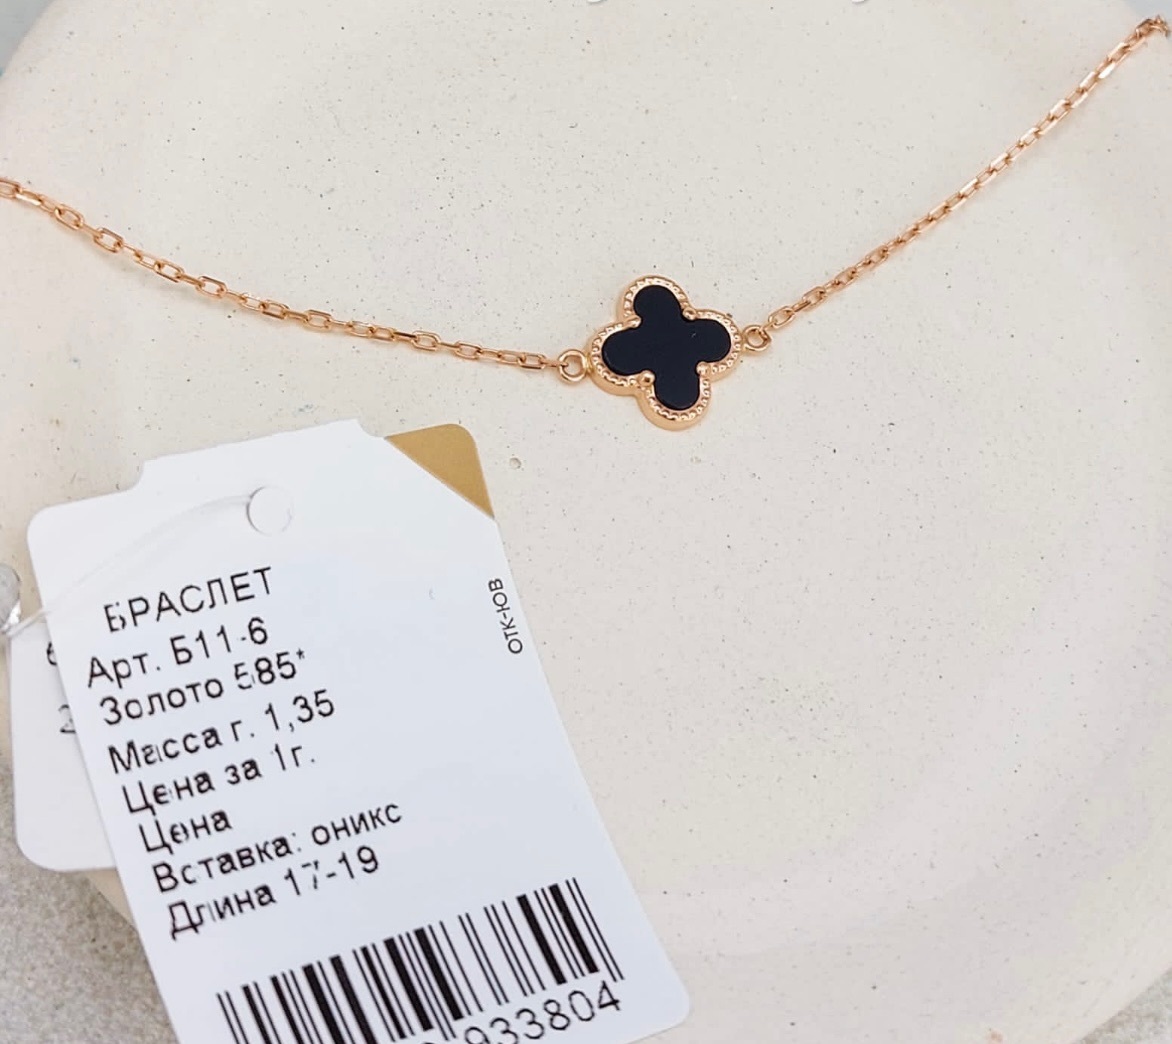 БРАСЛЕТ
Арт. Б11-6
Золото 585*
Масса г. 1,35
Цена за 1г.
Цена
Вставка: оникс
Длина 17-19
933804
ОТК-ЮВ